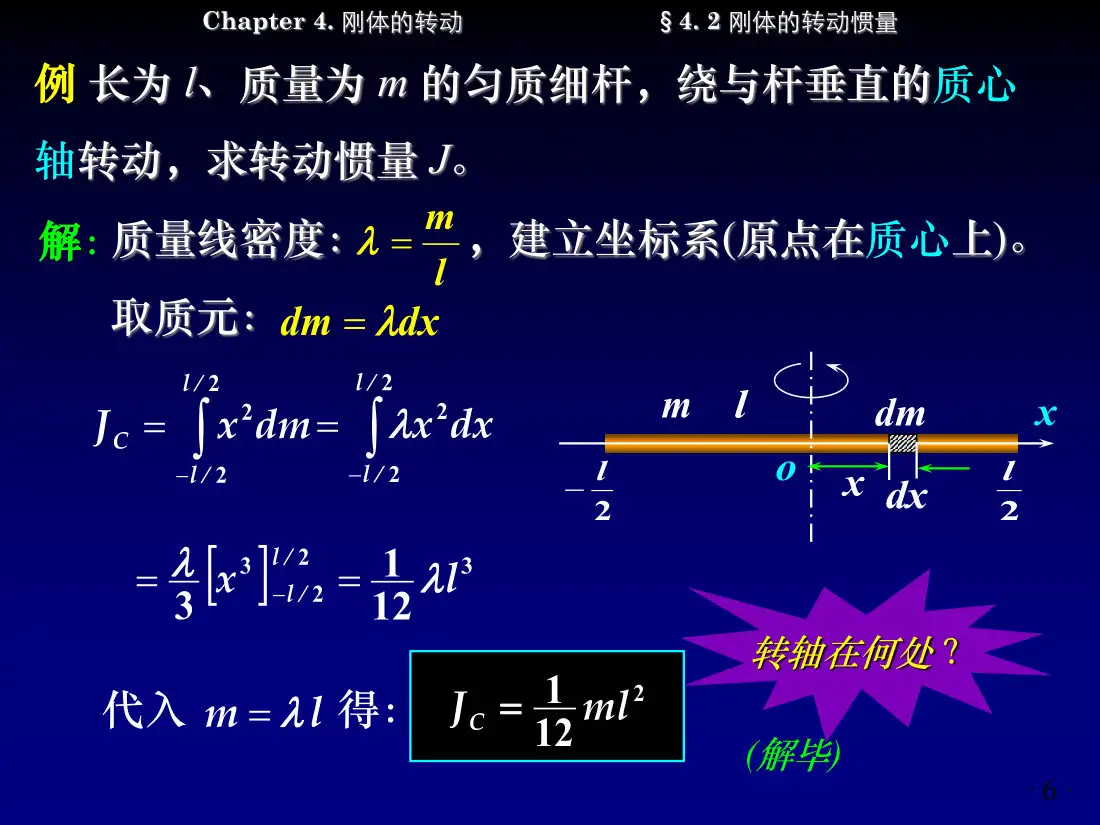 Chapter 4. 刚体的转动 §4. 2 刚体的转动惯量
例 长为 l、质量为 m 的匀质细杆，绕与杆垂直的质心
轴转动，求转动惯量 J。
解：质量线密度：λ = m/l ，建立坐标系(原点在质心上)。
取质元：dm = λdx
J_C = ∫_{-l/2}^{l/2} x² dm = ∫_{-l/2}^{l/2} λx² dx
= λ/3 [x³]_{-l/2}^{l/2} = 1/12 λl³
m l dm x
o
-l/2 x dx l/2
转轴在何处？
代入 m = λl 得： J_C = 1/12 ml²
(解毕)
·6·